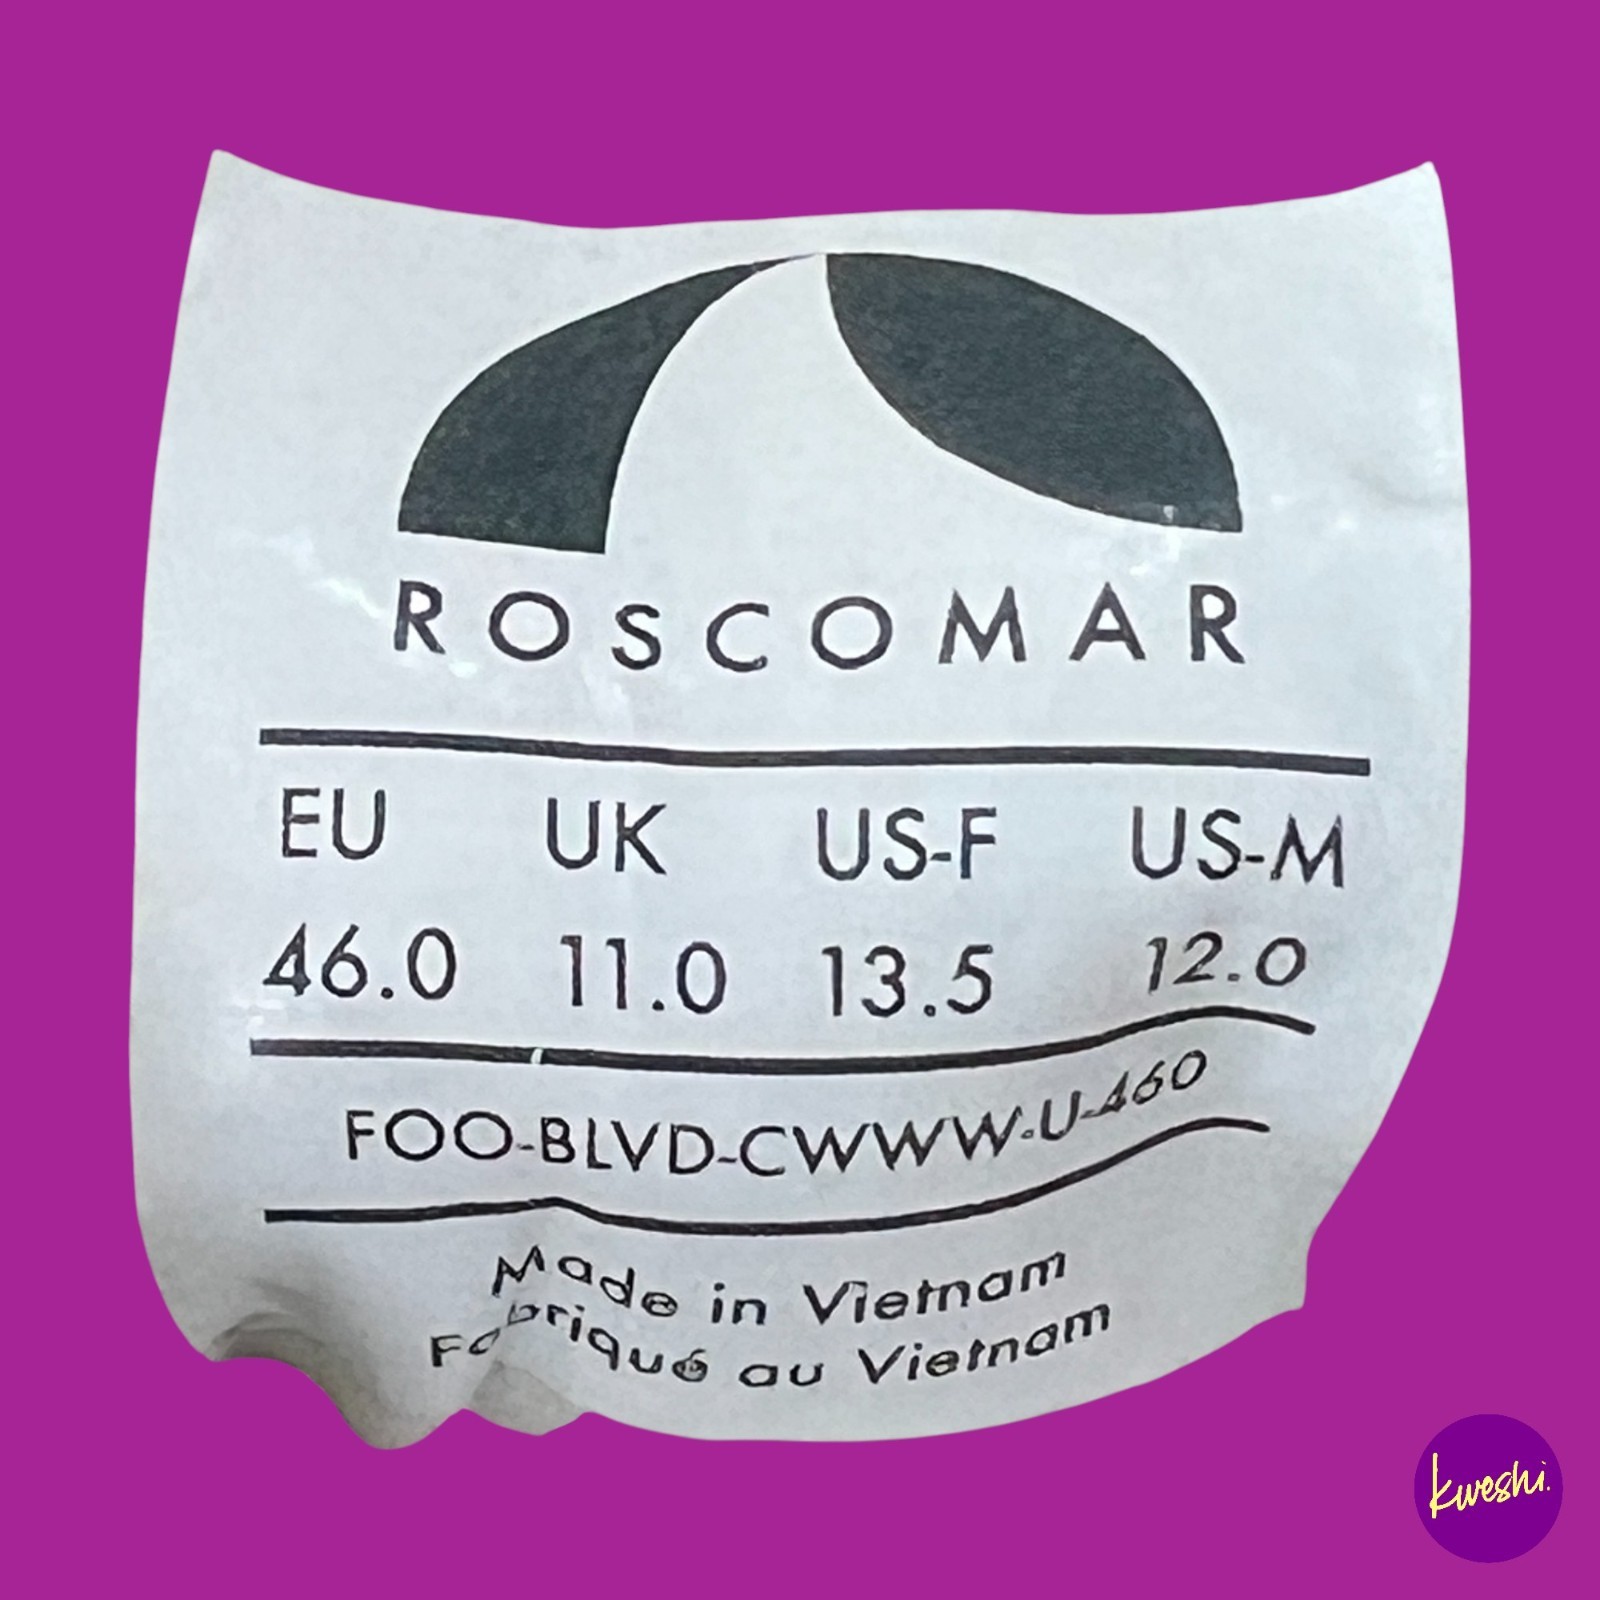 ROSCOMAR
EU UK US-F US-M
46.0 11.0 13.5 12.0
FOO-BLVD-CWWW-U-460
Made in Vietnam
Fabriqué au Vietnam
kweshi.